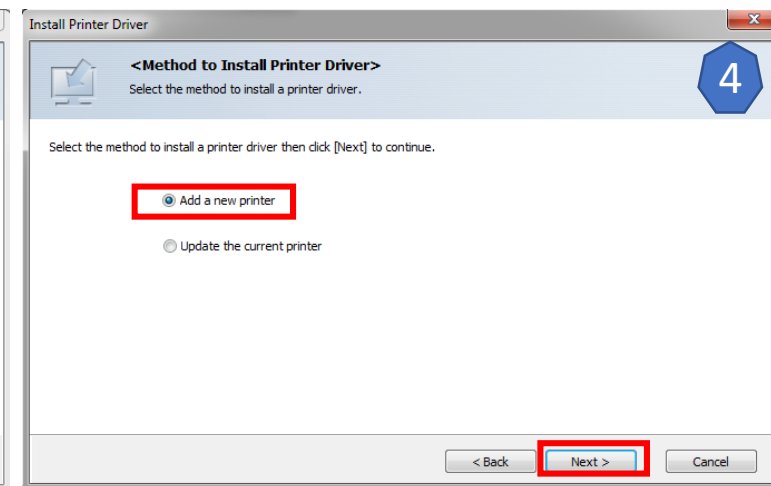 Install Printer Driver
<Method to Install Printer Driver>
Select the method to install a printer driver.
4
Select the method to install a printer driver then click [Next] to continue.
Add a new printer
Update the current printer
< Back
Next >
Cancel